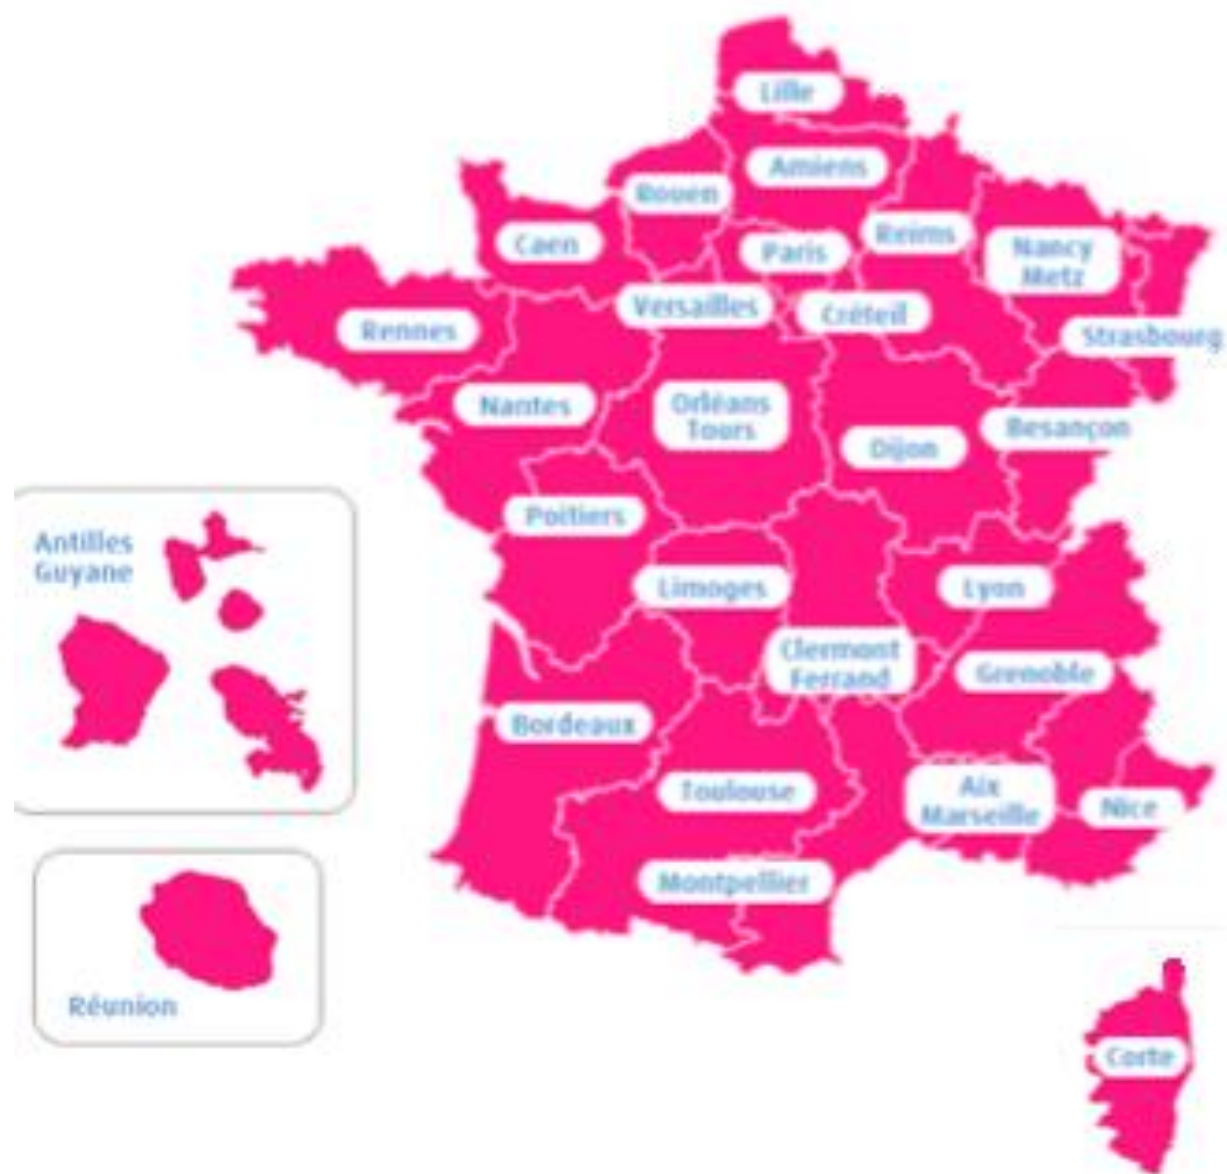 Lille
Amiens
Rouen
Reims
Caen
Paris
Nancy
Metz
Versailles
Créteil
Rennes
Strasbourg
Nantes
Orléans
Tours
Besançon
Dijon
Poitiers
Antilles
Guyane
Limoges
Lyon
Clermont
Ferrand
Grenoble
Bordeaux
Toulouse
Aix
Marseille
Nice
Montpellier
Réunion
Corte